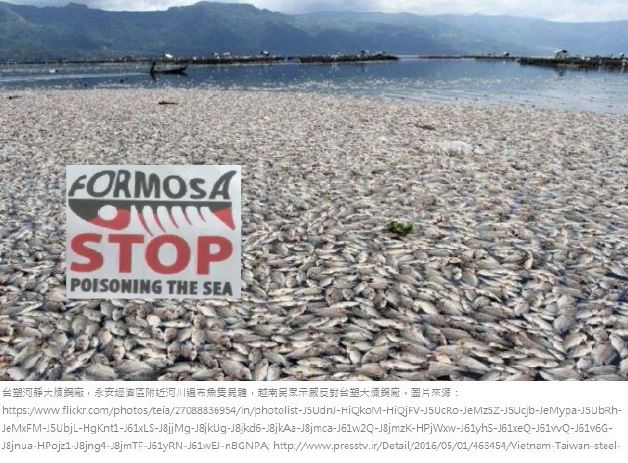 FORMOSA
STOP
POISONING THE SEA
台塑河靜大煉鋼廠，永安經濟區附近河川遍布魚隻屍體，越南民眾示威反對台塑大煉鋼廠。圖片來源：
https://www.flickr.com/photos/teia/27088836954/in/photolist-J5UdnJ-HiQkoM-HiQjFV-J5UcRo-JeMz5Z-J5Ucjb-JeMypa-J5UbRh-
JeMxFM-J5UbjL-HgKnt1-J61xLS-J8jjMg-J8jkUg-J8jkd6-J8jkAa-J8jmca-J61w2Q-J8jmzK-HPjWxw-J61yhS-J61xeQ-J61vvQ-J61v6G-
J8jnua-HPojz1-J8jng4-J8jmTF-J61yRN-J61wEJ-nBGNPA; http://www.presstv.ir/Detail/2016/05/01/463454/Vietnam-Taiwan-steel-